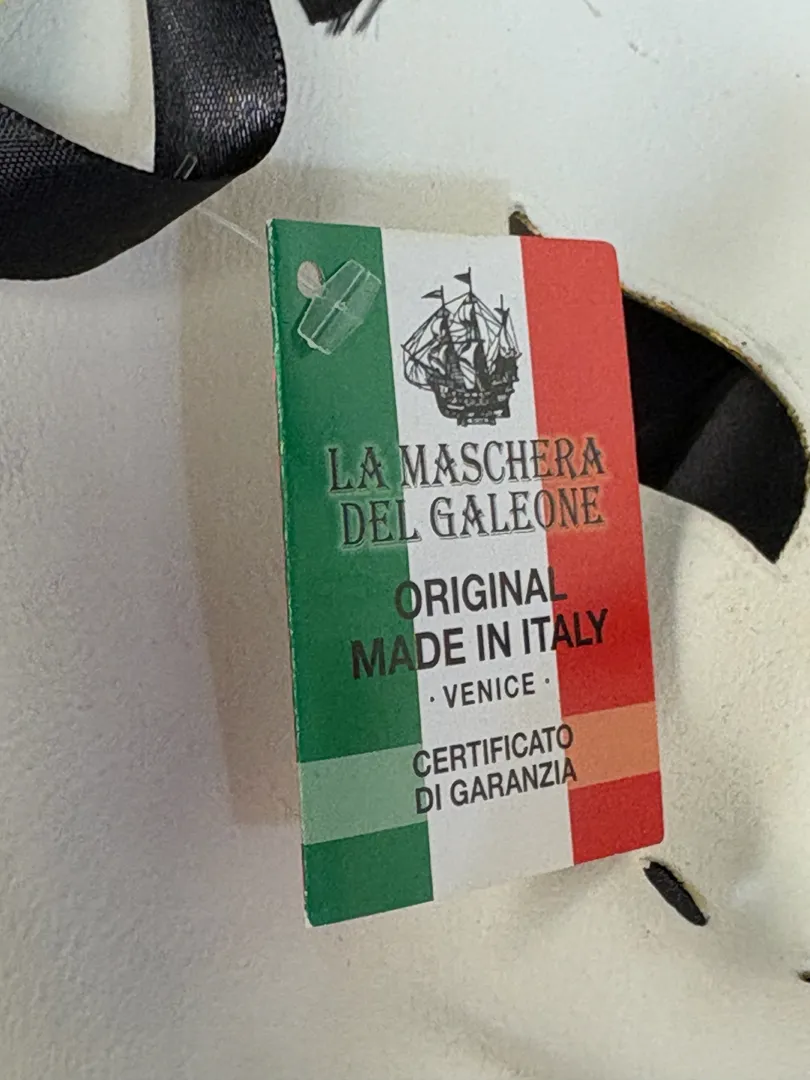 LA MASCHERA
DEL GALEONE
ORIGINAL
MADE IN ITALY
· VENICE ·
CERTIFICATO
DI GARANZIA